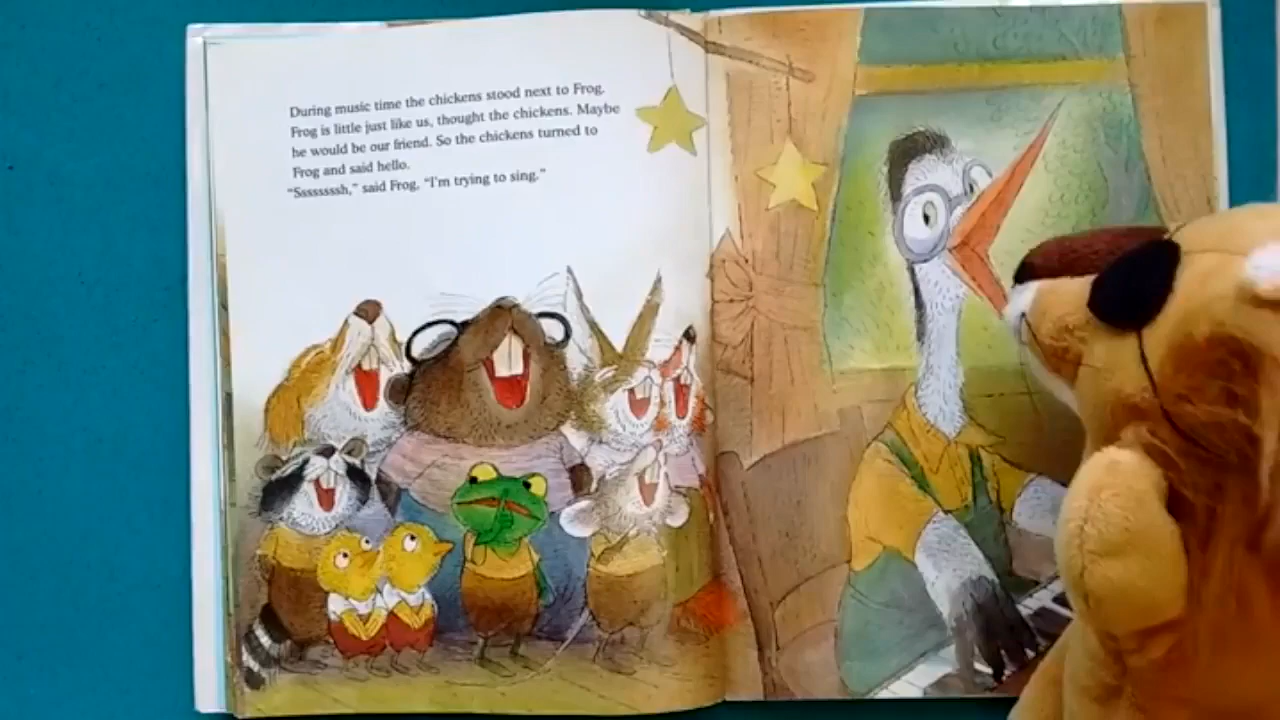 During music time the chickens stood next to Frog.
Frog is little just like us, thought the chickens. Maybe
he would be our friend. So the chickens turned to
Frog and said hello.
“Sssssssh,” said Frog. “I’m trying to sing.”